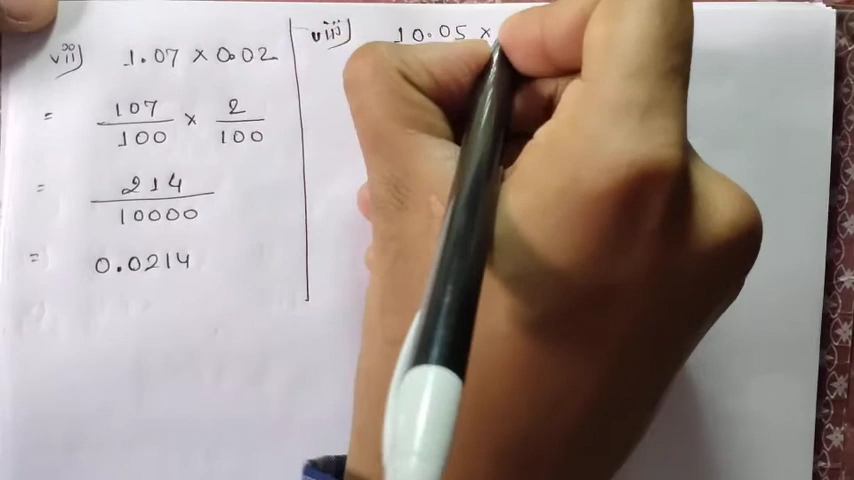 vii) 1.07 × 0.02
= 107/100 × 2/100
= 214/10000
= 0.0214
viii) 10.05 ×